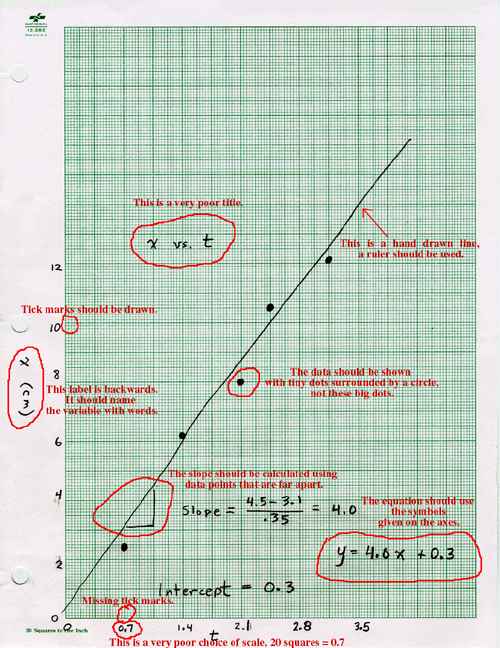 12-282
This is a very poor title.
x vs. t
This is a hand drawn line,
a ruler should be used.
12
Tick marks should be drawn.
10
x (cm)
8
The data should be shown
with tiny dots surrounded by a circle,
not these big dots.
This label is backwards.
It should name
the variable with words.
6
The slope should be calculated using
data points that are far apart.
4
Slope = 4.5-3.1 / .35 = 4.0
The equation should use
the symbols
given on the axes.
y = 4.0x + 0.3
2
Intercept = 0.3
Missing tick marks.
0
0 0.7 1.4 2.1 2.8 3.5
20 Squares to the Inch
t
This is a very poor choice of scale, 20 squares = 0.7